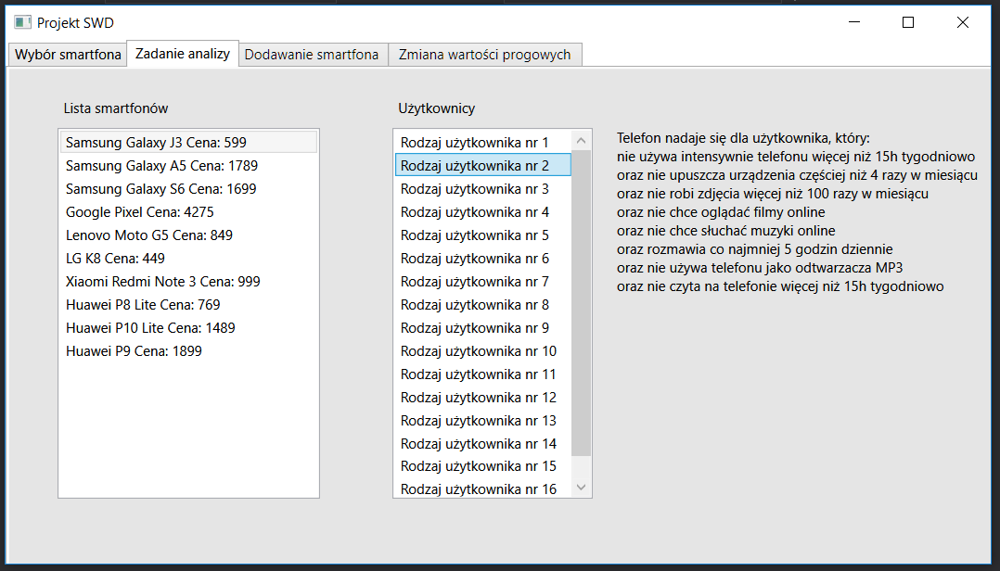 Projekt SWD
Wybór smartfona
Zadanie analizy
Dodawanie smartfona
Zmiana wartości progowych
Lista smartfonów
Samsung Galaxy J3 Cena: 599
Samsung Galaxy A5 Cena: 1789
Samsung Galaxy S6 Cena: 1699
Google Pixel Cena: 4275
Lenovo Moto G5 Cena: 849
LG K8 Cena: 449
Xiaomi Redmi Note 3 Cena: 999
Huawei P8 Lite Cena: 769
Huawei P10 Lite Cena: 1489
Huawei P9 Cena: 1899
Użytkownicy
Rodzaj użytkownika nr 1
Rodzaj użytkownika nr 2
Rodzaj użytkownika nr 3
Rodzaj użytkownika nr 4
Rodzaj użytkownika nr 5
Rodzaj użytkownika nr 6
Rodzaj użytkownika nr 7
Rodzaj użytkownika nr 8
Rodzaj użytkownika nr 9
Rodzaj użytkownika nr 10
Rodzaj użytkownika nr 11
Rodzaj użytkownika nr 12
Rodzaj użytkownika nr 13
Rodzaj użytkownika nr 14
Rodzaj użytkownika nr 15
Rodzaj użytkownika nr 16
Telefon nadaje się dla użytkownika, który:
nie używa intensywnie telefonu więcej niż 15h tygodniowo
oraz nie upuszcza urządzenia częściej niż 4 razy w miesiącu
oraz nie robi zdjęcia więcej niż 100 razy w miesiącu
oraz nie chce oglądać filmy online
oraz nie chce słuchać muzyki online
oraz rozmawia co najmniej 5 godzin dziennie
oraz nie używa telefonu jako odtwarzacza MP3
oraz nie czyta na telefonie więcej niż 15h tygodniowo